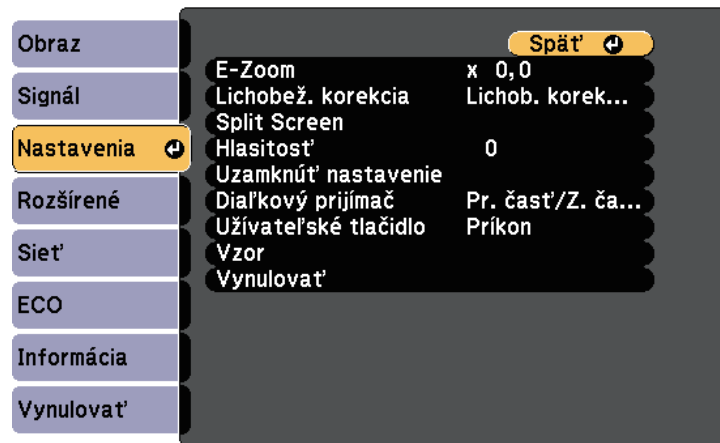 Obraz
Signál
Nastavenia
Rozšírené
Sieť
ECO
Informácia
Vynulovať
Späť
E-Zoom x 0,0
Lichobež. korekcia Lichob. korek...
Split Screen
Hlasitosť 0
Uzamknúť nastavenie
Diaľkový prijímač Pr. časť/Z. ča...
Užívateľské tlačidlo Príkon
Vzor
Vynulovať